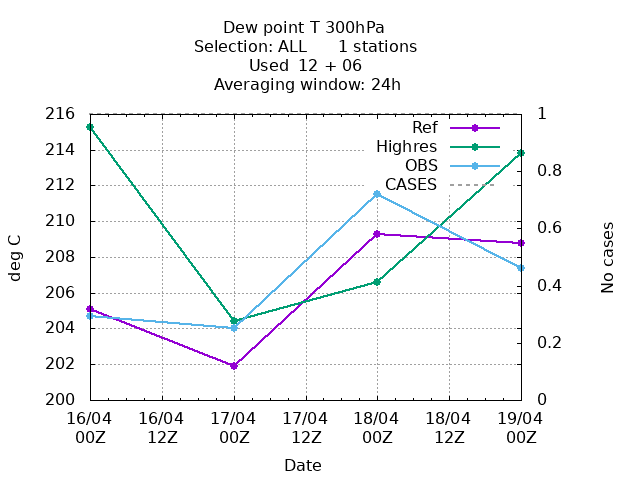 Dew point T 300hPa
Selection: ALL 1 stations
Used 12 + 06
Averaging window: 24h
216
214
212
210
208
206
204
202
200
deg C
1
0.8
0.6
0.4
0.2
0
No cases
Ref
Highres
OBS
CASES
16/04 16/04 17/04 17/04 18/04 18/04 19/04
00Z 12Z 00Z 12Z 00Z 12Z 00Z
Date